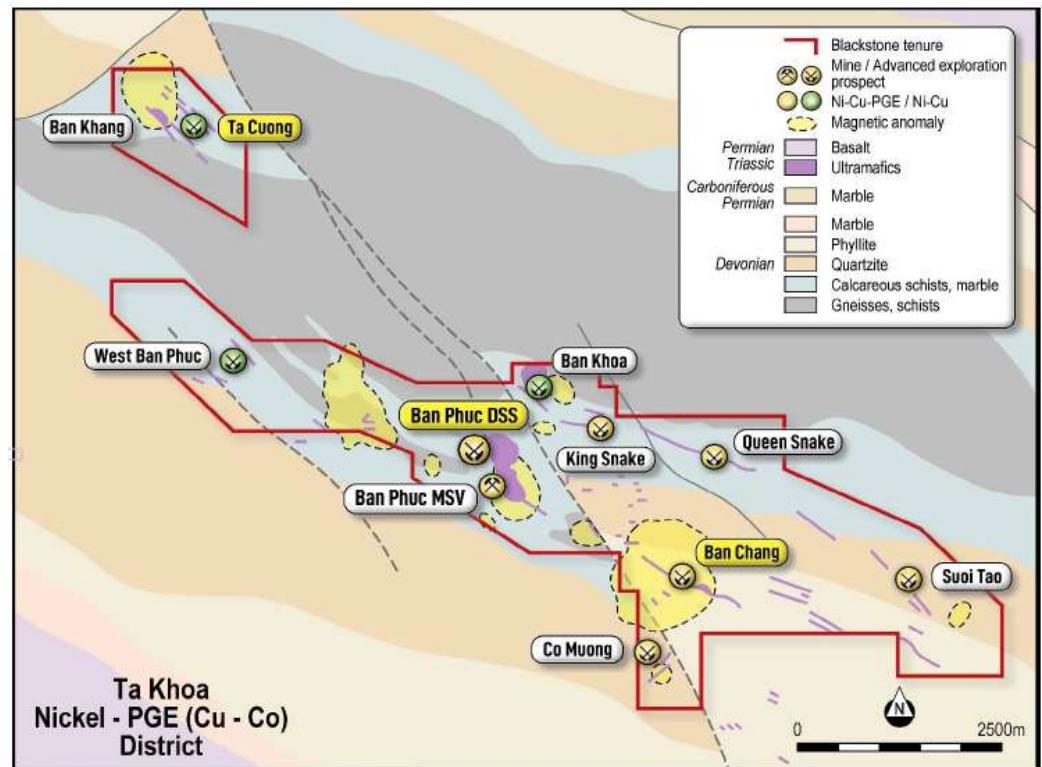 Blackstone tenure
Mine / Advanced exploration
prospect
Ni-Cu-PGE / Ni-Cu
Magnetic anomaly
Permian
Triassic
Basalt
Ultramafics
Carboniferous
Permian
Marble
Marble
Phyllite
Devonian
Quartzite
Calcareous schists, marble
Gneisses, schists
Ban Khang
Ta Cuong
West Ban Phuc
Ban Khoa
Ban Phuc DSS
King Snake
Queen Snake
Ban Phuc MSV
Ban Chang
Suoi Tao
Co Muong
Ta Khoa
Nickel - PGE (Cu - Co)
District
N
0 2500m